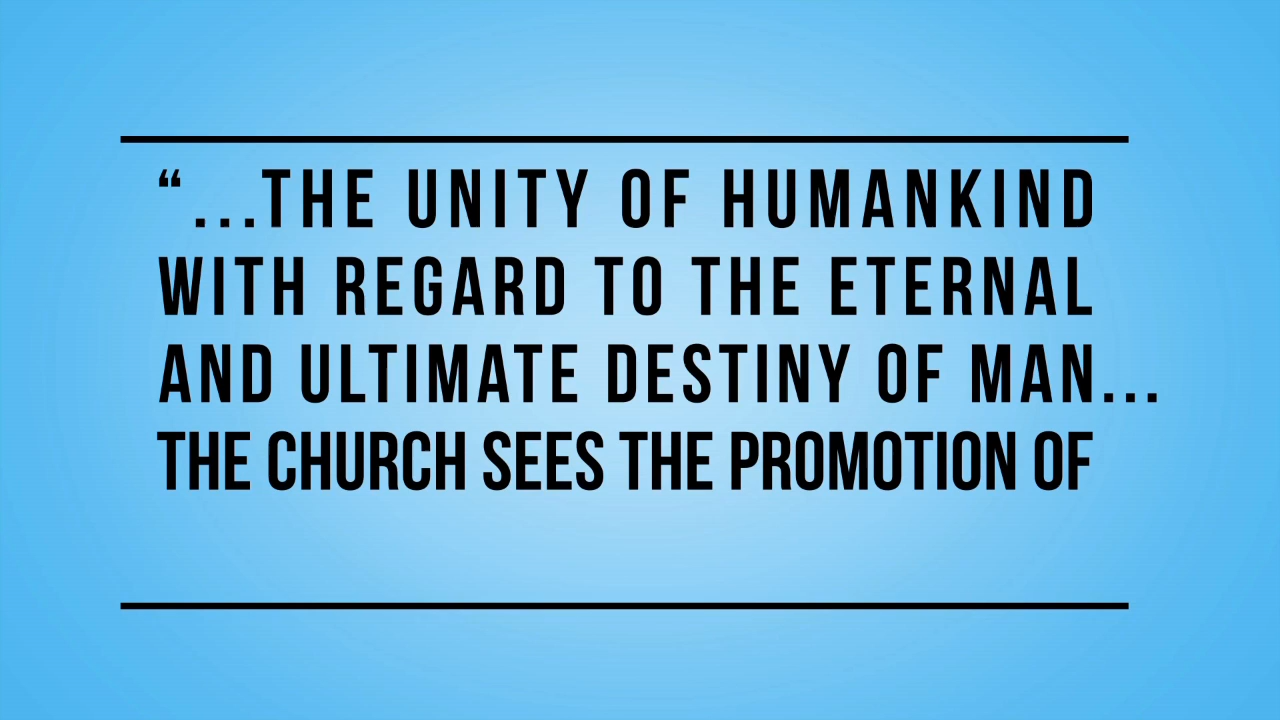 “ ...THE UNITY OF HUMANKIND
WITH REGARD TO THE ETERNAL
AND ULTIMATE DESTINY OF MAN...
THE CHURCH SEES THE PROMOTION OF